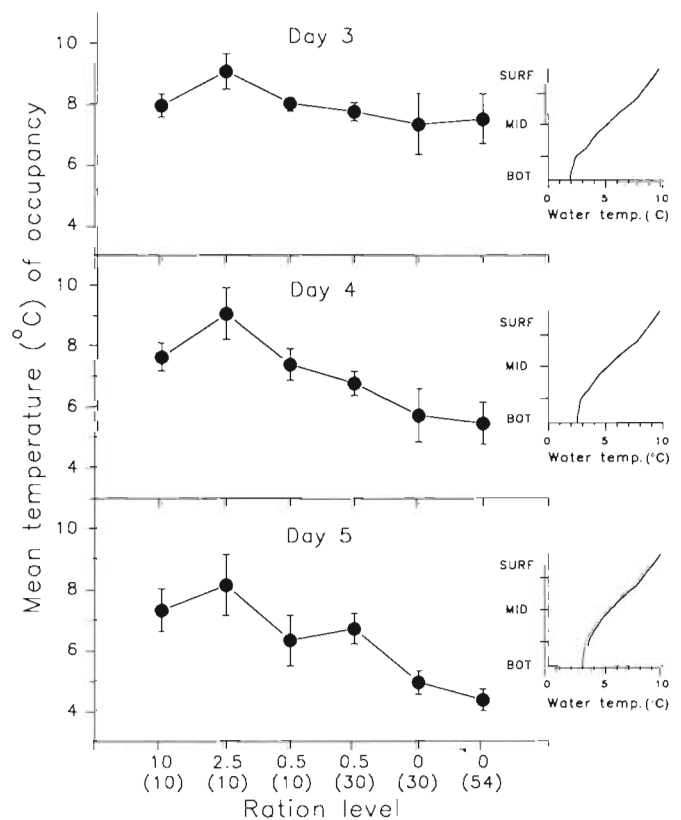 Mean temperature (°C) of occupancy
Day 3
10
8
6
4
SURF
MID
BOT
0 5 10
Water temp.( C)
Day 4
10
8
6
4
SURF
MID
BOT
0 5 10
Water temp.(°C)
Day 5
8
6
4
SURF
MID
BOT
0 5 10
Water temp.(°C)
10 2.5 0.5 0.5 0 0
(10) (10) (10) (30) (30) (54)
Ration level